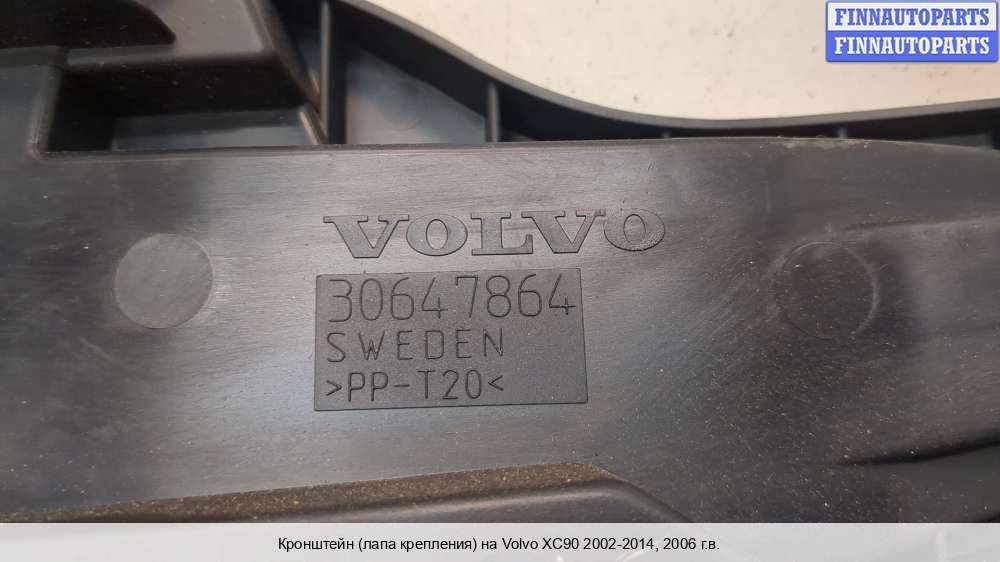 FINNAUTOPARTS
FINNAUTOPARTS
VOLVO
30647864
SWEDEN
>PP-T20<
Кронштейн (лапа крепления) на Volvo XC90 2002-2014, 2006 г.в.